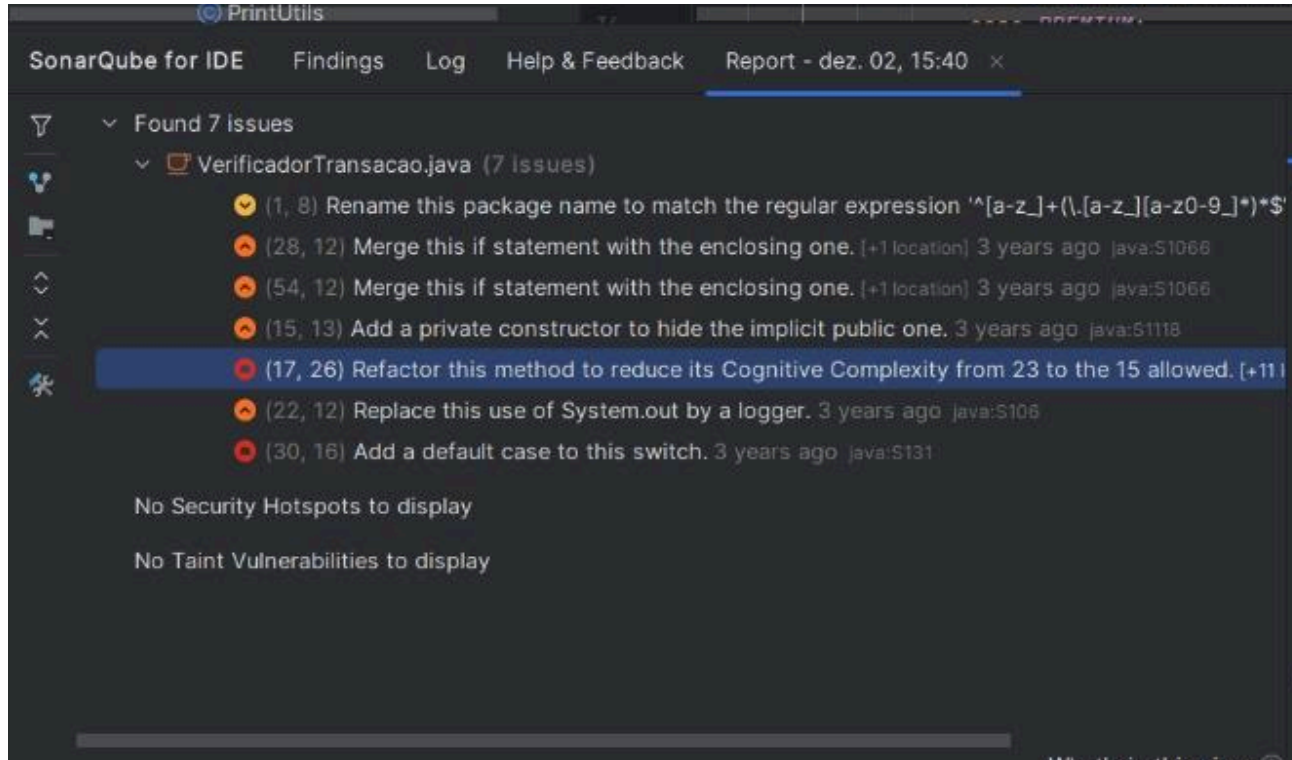 PrintUtils
SonarQube for IDE Findings Log Help & Feedback Report - dez. 02, 15:40
Found 7 issues
VerificadorTransacao.java (7 issues)
(1, 8) Rename this package name to match the regular expression '^[a-z_]+(\.[a-z_][a-z0-9_]*)*$'
(28, 12) Merge this if statement with the enclosing one. [+1 location] 3 years ago java:S1066
(54, 12) Merge this if statement with the enclosing one. [+1 location] 3 years ago java:S1066
(15, 13) Add a private constructor to hide the implicit public one. 3 years ago java:S1118
(17, 26) Refactor this method to reduce its Cognitive Complexity from 23 to the 15 allowed. [+11
(22, 12) Replace this use of System.out by a logger. 3 years ago java:S106
(30, 16) Add a default case to this switch. 3 years ago java:S131
No Security Hotspots to display
No Taint Vulnerabilities to display